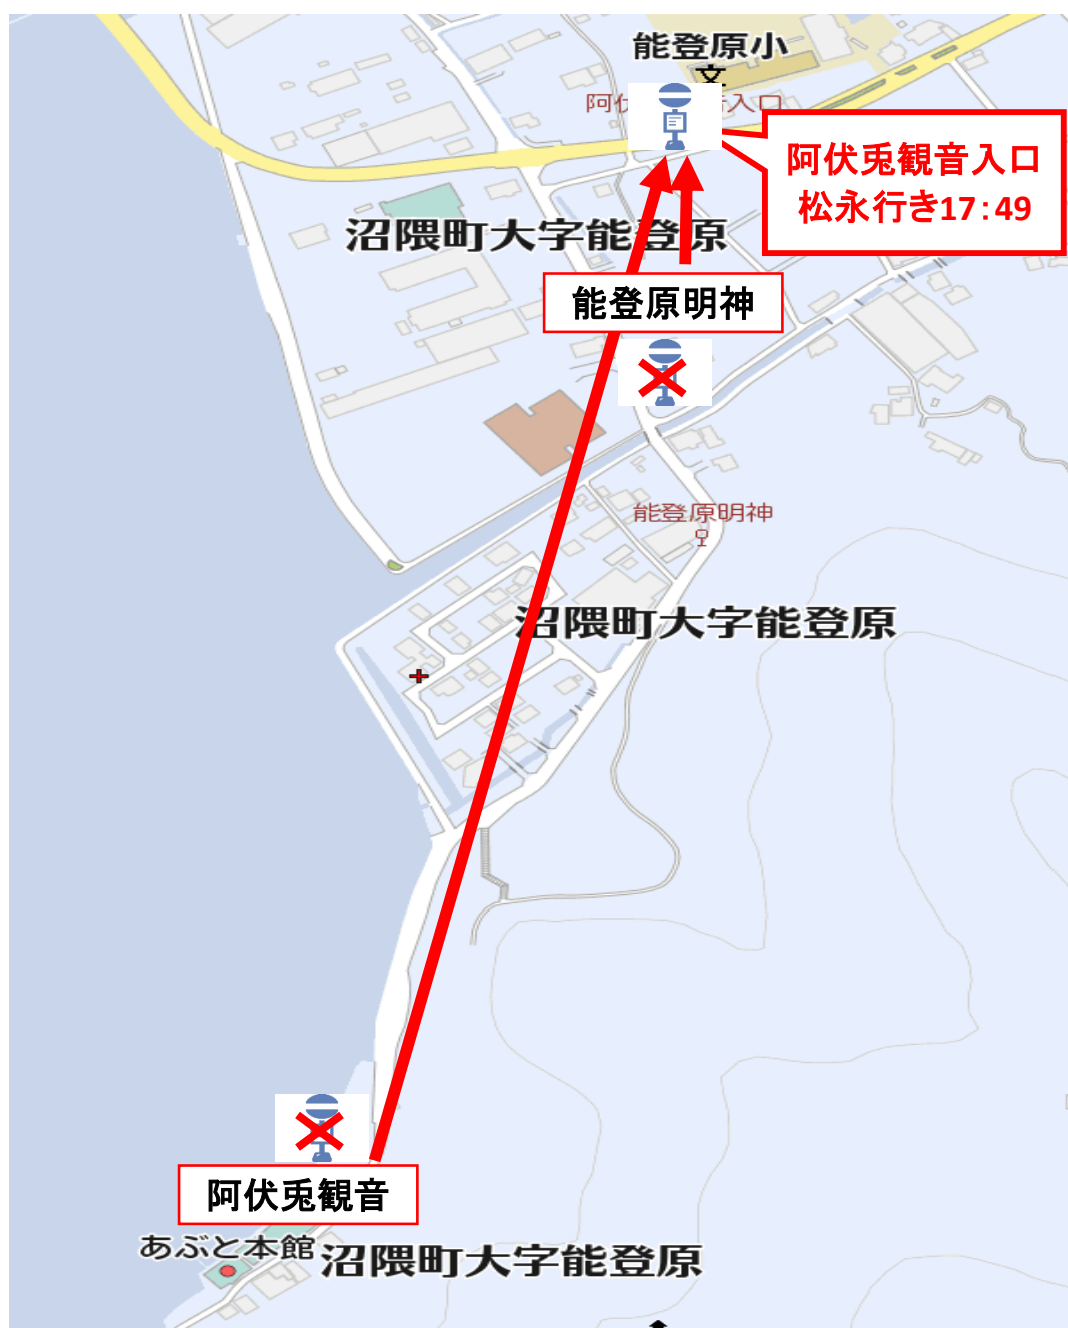 能登原小
阿伏
音入口
阿伏兎観音入口
松永行き17:49
沼隈町大字能登原
能登原明神
能登原明神
沼隈町大字能登原
阿伏兎観音
あぶと本館
沼隈町大字能登原